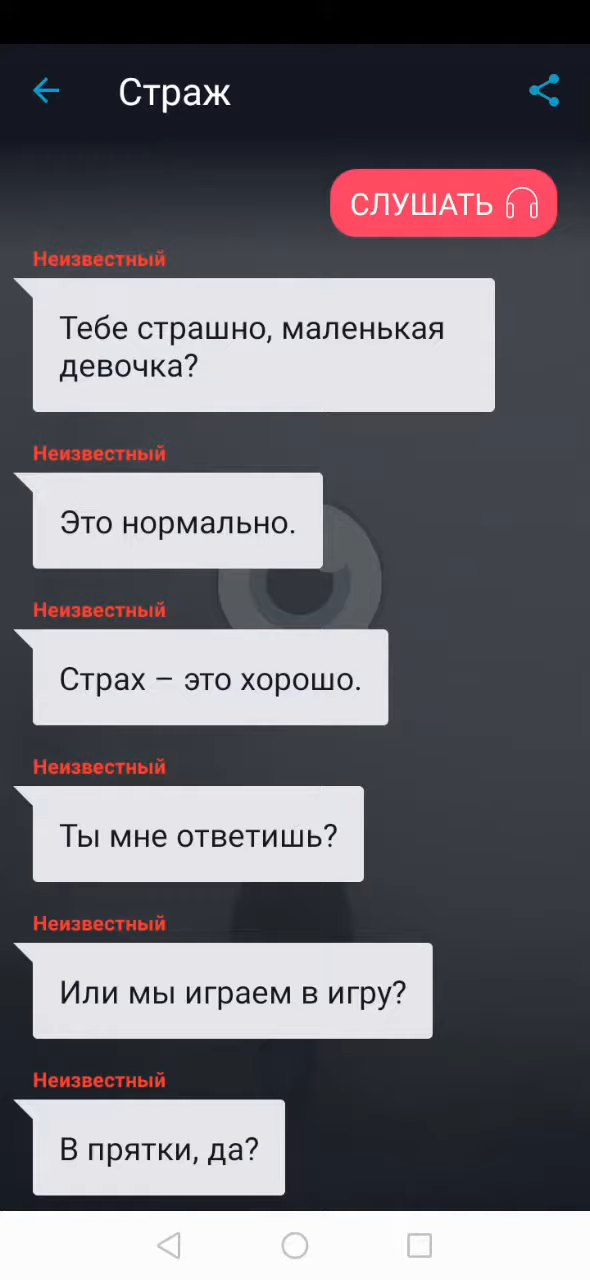 Страж
СЛУШАТЬ
Неизвестный
Тебе страшно, маленькая
девочка?
Неизвестный
Это нормально.
Неизвестный
Страх – это хорошо.
Неизвестный
Ты мне ответишь?
Неизвестный
Или мы играем в игру?
Неизвестный
В прятки, да?